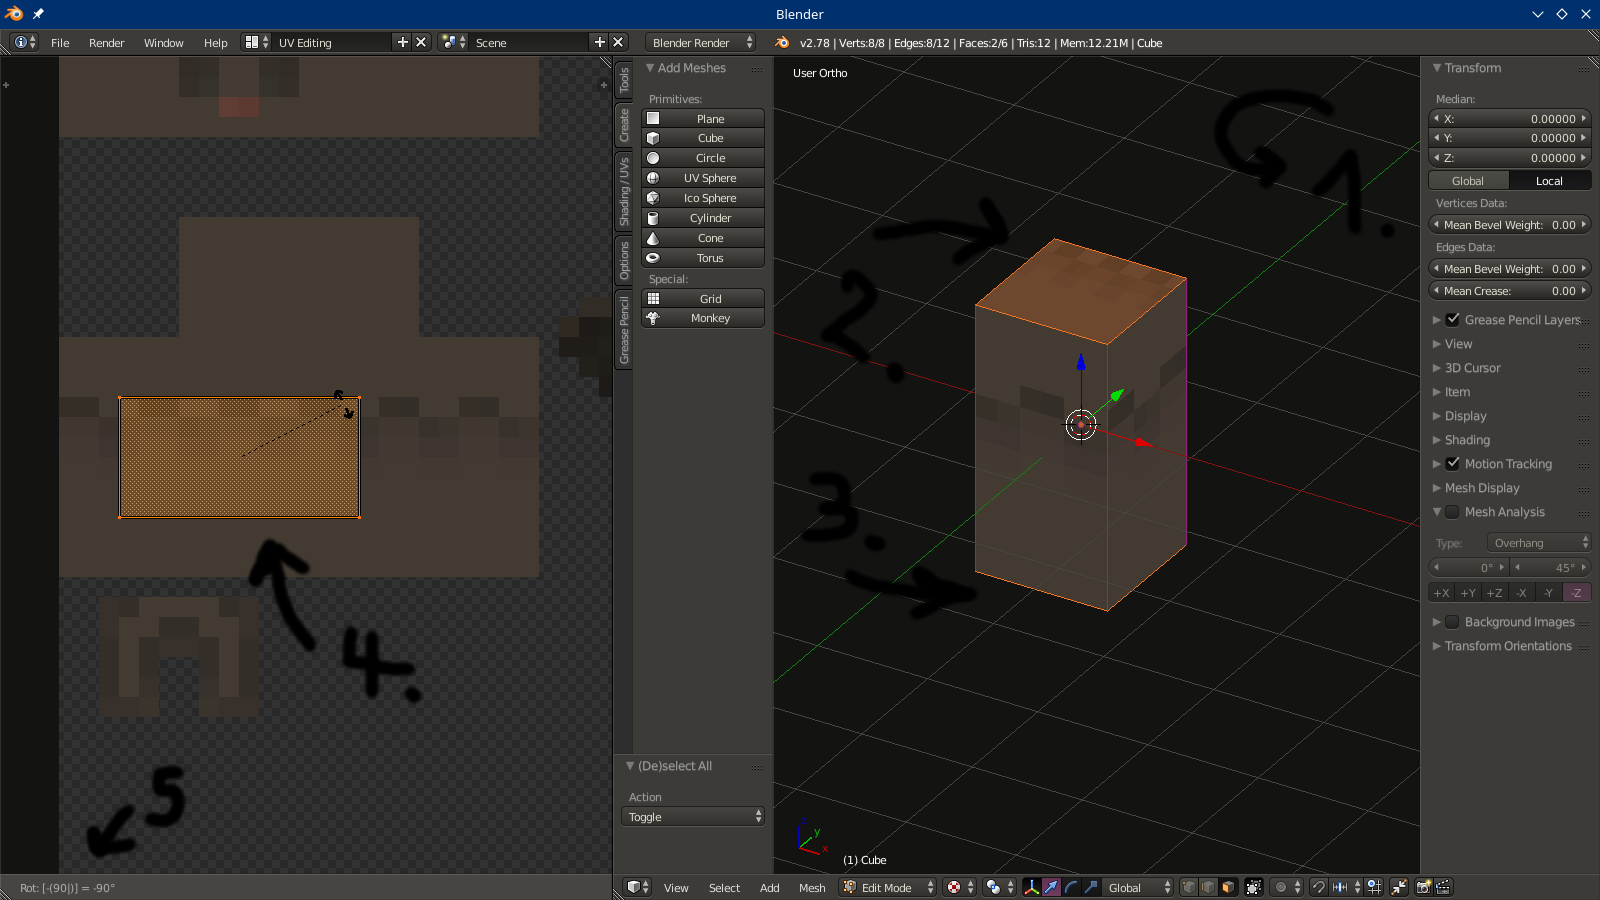 Blender
File Render Window Help UV Editing Scene Blender Render v2.78 | Verts:8/8 | Edges:8/12 | Faces:2/6 | Tris:12 | Mem:12.21M | Cube
Tools
Create
Shading / UVs
Options
Grease Pencil
Add Meshes
Primitives:
Plane
Cube
Circle
UV Sphere
Ico Sphere
Cylinder
Cone
Torus
Special:
Grid
Monkey
(De)select All
Action
Toggle
User Ortho
1.
2.
3.
4.
5
z
y
x
(1) Cube
Transform
Median:
X: 0.00000
Y: 0.00000
Z: 0.00000
Global Local
Vertices Data:
Mean Bevel Weight: 0.00
Edges Data:
Mean Bevel Weight: 0.00
Mean Crease: 0.00
Grease Pencil Layers
View
3D Cursor
Item
Display
Shading
Motion Tracking
Mesh Display
Mesh Analysis
Type: Overhang
0° 45°
+X +Y +Z -X -Y -Z
Background Images
Transform Orientations
Rot: [-(90|)] = -90°
View Select Add Mesh Edit Mode Global